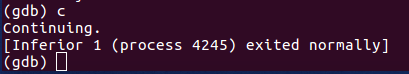 (gdb) c
Continuing.
[Inferior 1 (process 4245) exited normally]
(gdb)